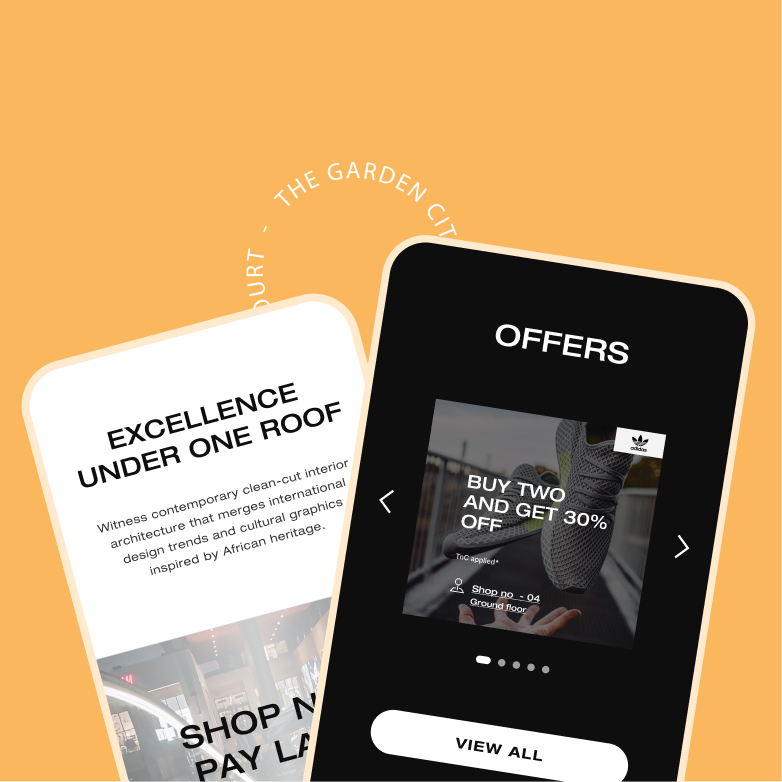 THE GARDEN CIT
OURT -
EXCELLENCE
UNDER ONE ROOF
Witness contemporary clean-cut interior
architecture that merges international
design trends and cultural graphics
inspired by African heritage.
SHOP N
PAY LA
OFFERS
adidas
BUY TWO
AND GET 30%
OFF
TnC applied*
Shop no - 04
Ground floor
VIEW ALL